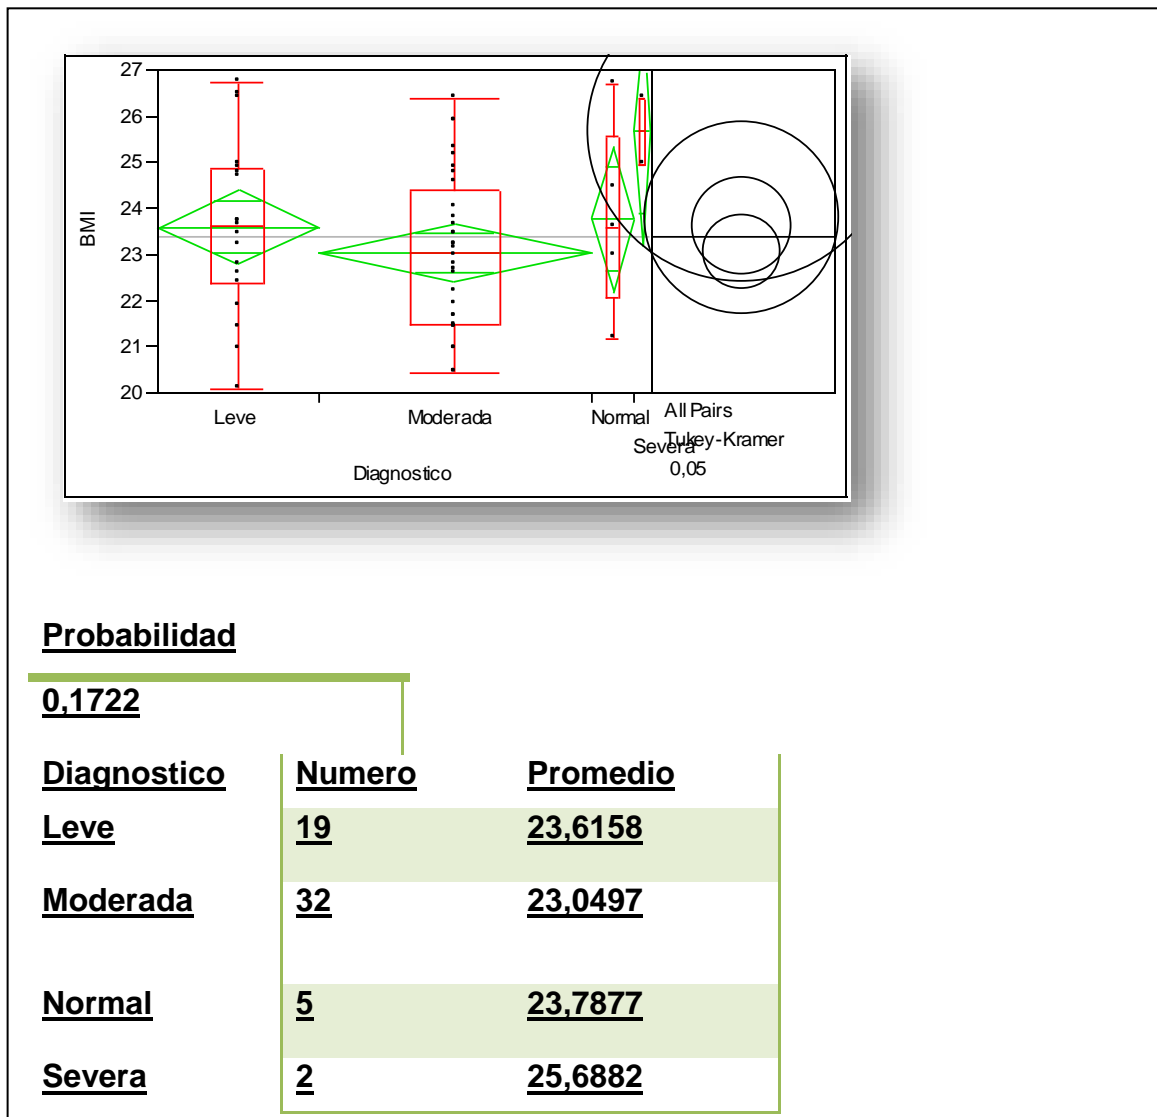 27
26
25
24
23
22
21
20
BMI
Leve
Moderada
Normal
Severa
Diagnostico
All Pairs
Tukey-Kramer
0,05
Probabilidad
0,1722
Diagnostico Numero Promedio
Leve 19 23,6158
Moderada 32 23,0497
Normal 5 23,7877
Severa 2 25,6882